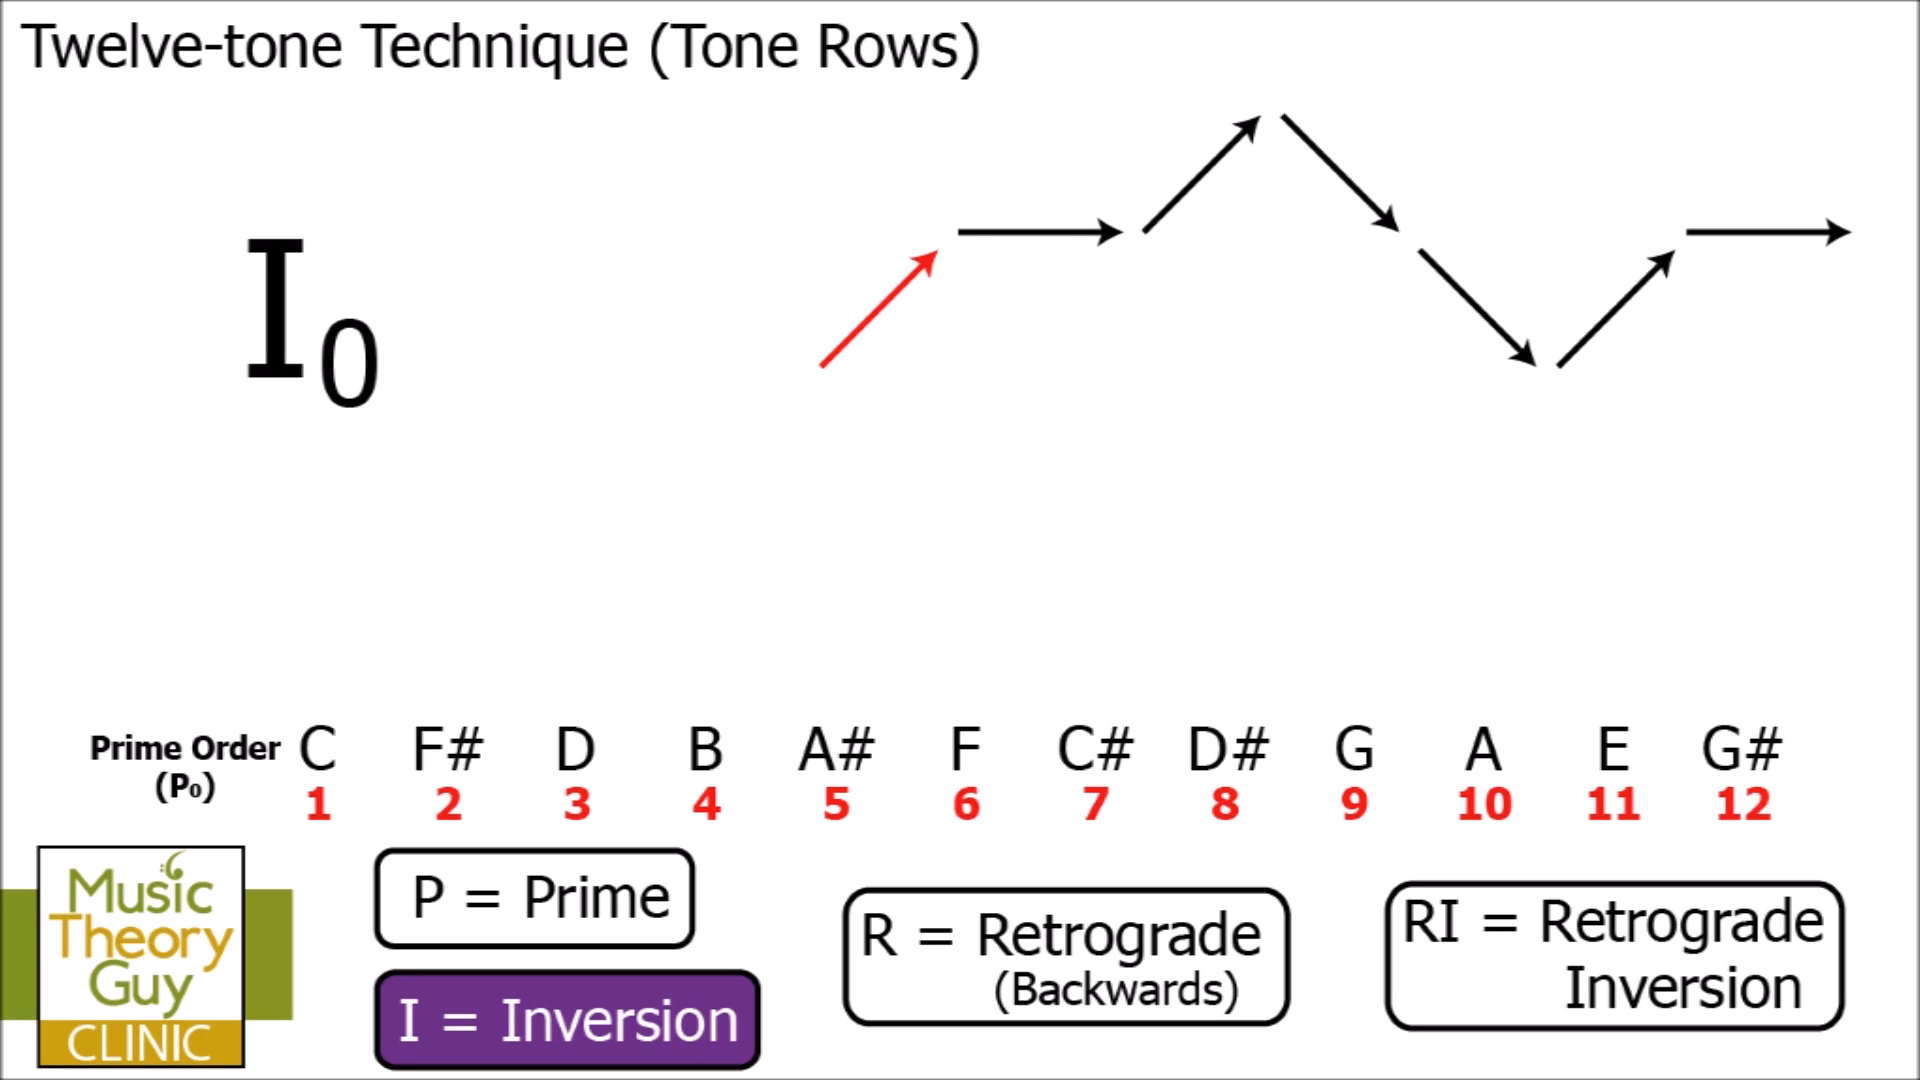 Twelve-tone Technique (Tone Rows)
I0
Prime Order (P0) C F# D B A# F C# D# G A E G#
1 2 3 4 5 6 7 8 9 10 11 12
Music
Theory
Guy
CLINIC
P = Prime
I = Inversion
R = Retrograde
(Backwards)
RI = Retrograde
Inversion